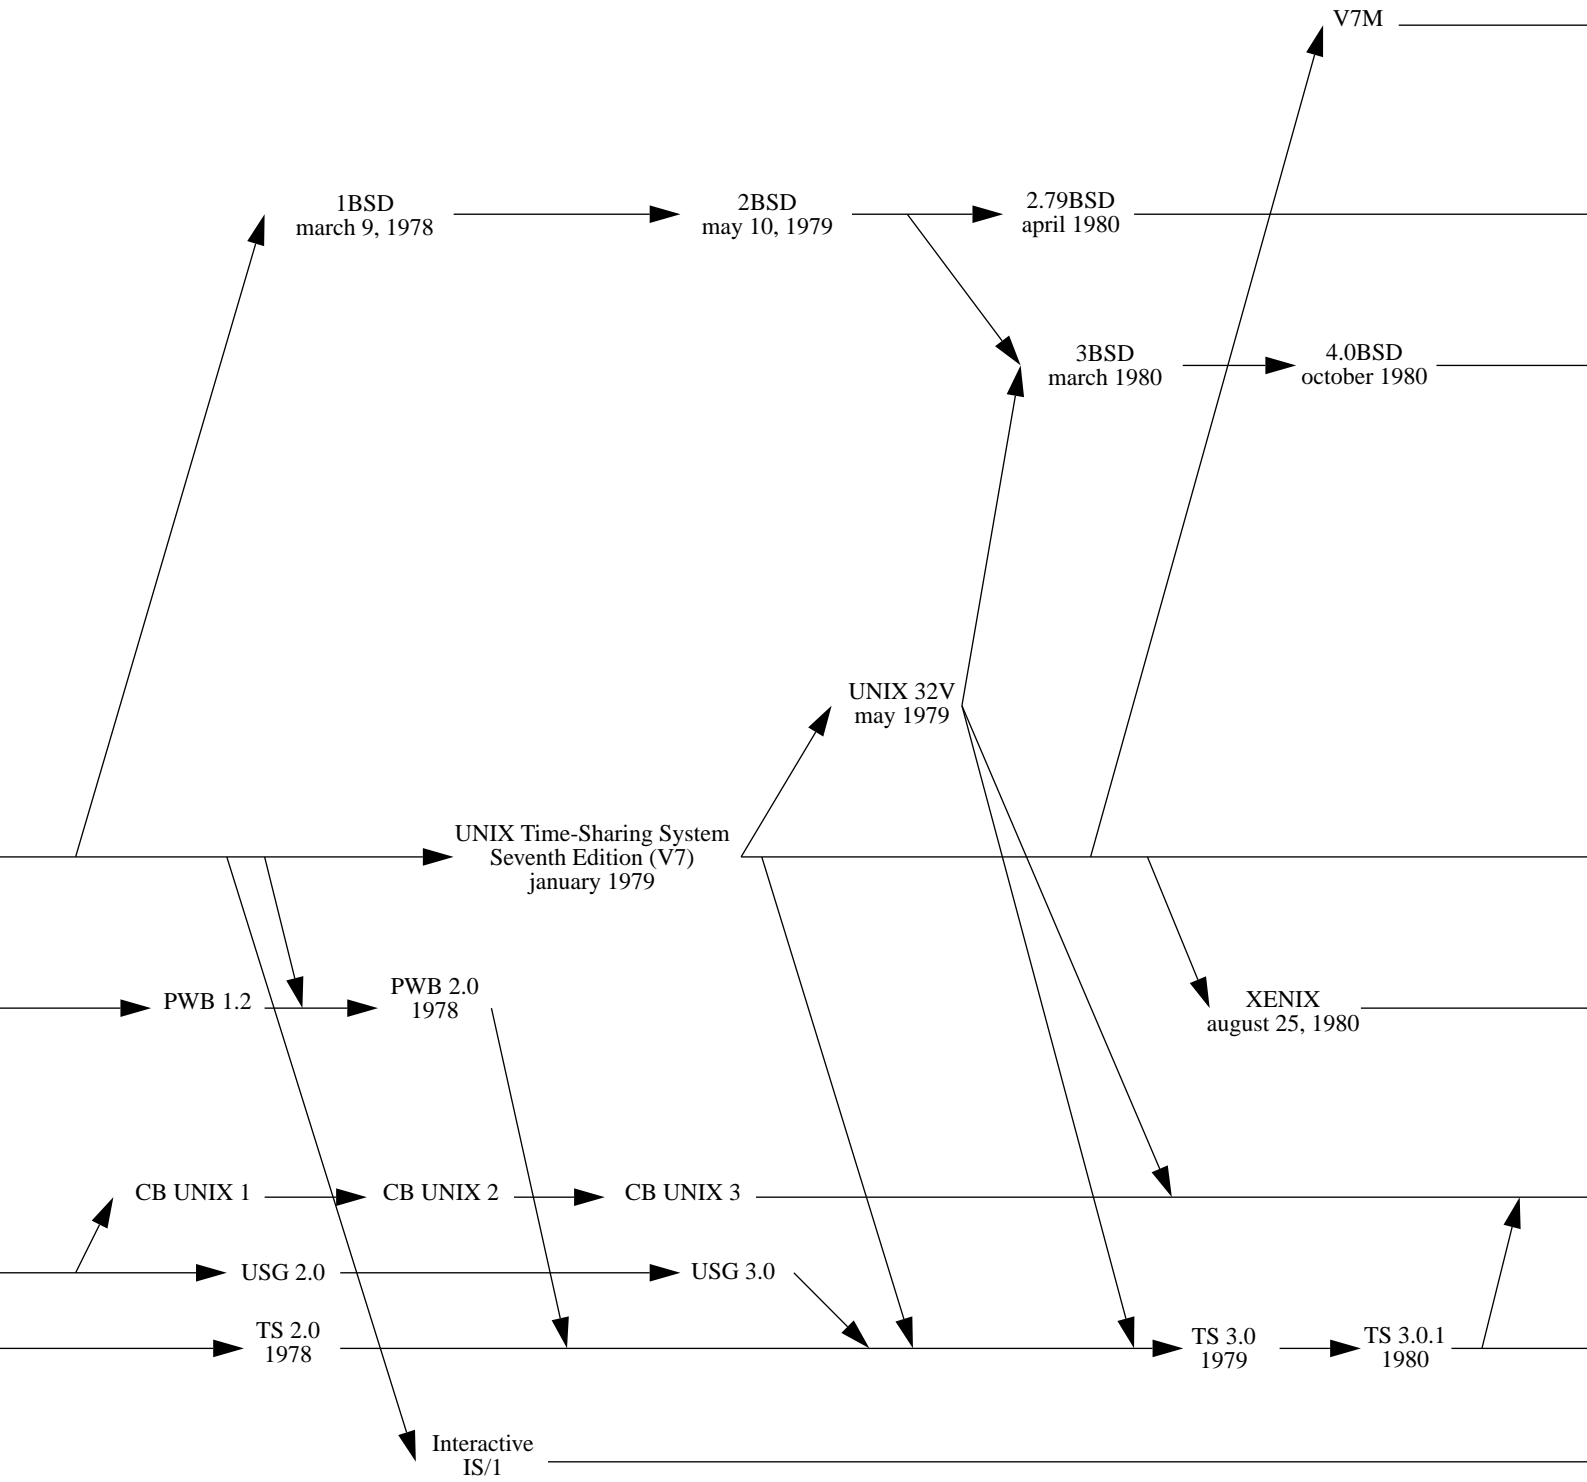 V7M
1BSD
march 9, 1978
2BSD
may 10, 1979
2.79BSD
april 1980
3BSD
march 1980
4.0BSD
october 1980
UNIX 32V
may 1979
UNIX Time-Sharing System
Seventh Edition (V7)
january 1979
PWB 1.2
PWB 2.0
1978
XENIX
august 25, 1980
CB UNIX 1
CB UNIX 2
CB UNIX 3
USG 2.0
USG 3.0
TS 2.0
1978
TS 3.0
1979
TS 3.0.1
1980
Interactive
IS/1